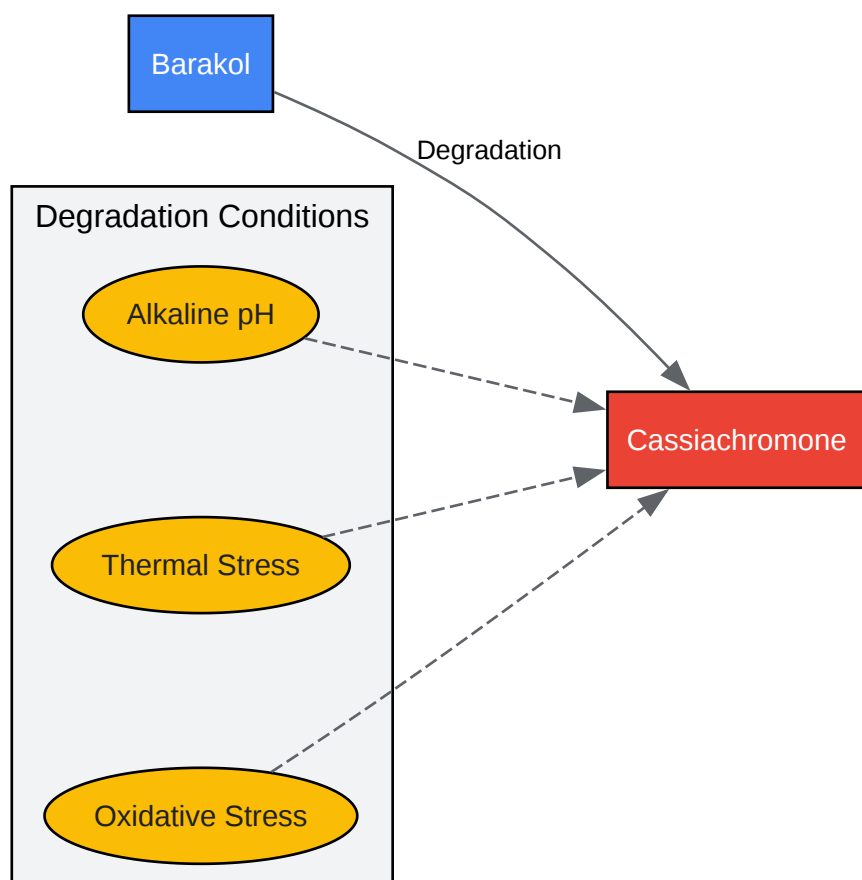 Barakol
Degradation
Degradation Conditions
Alkaline pH
Cassiachromone
Thermal Stress
Oxidative Stress